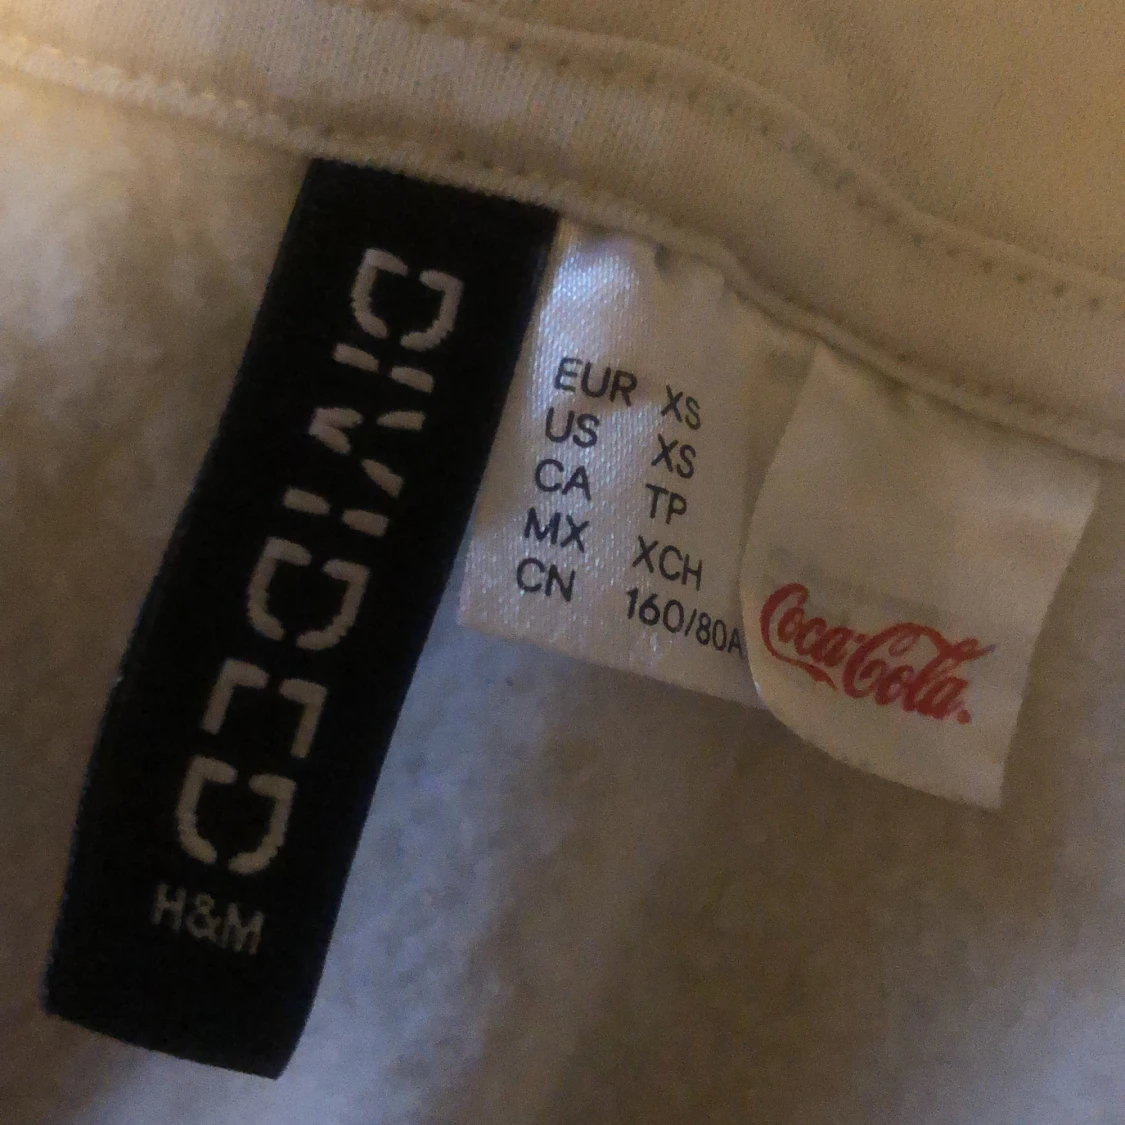 DIVIDED
H&M
EUR XS
US XS
CA TP
MX XCH
CN 160/80A
Coca-Cola